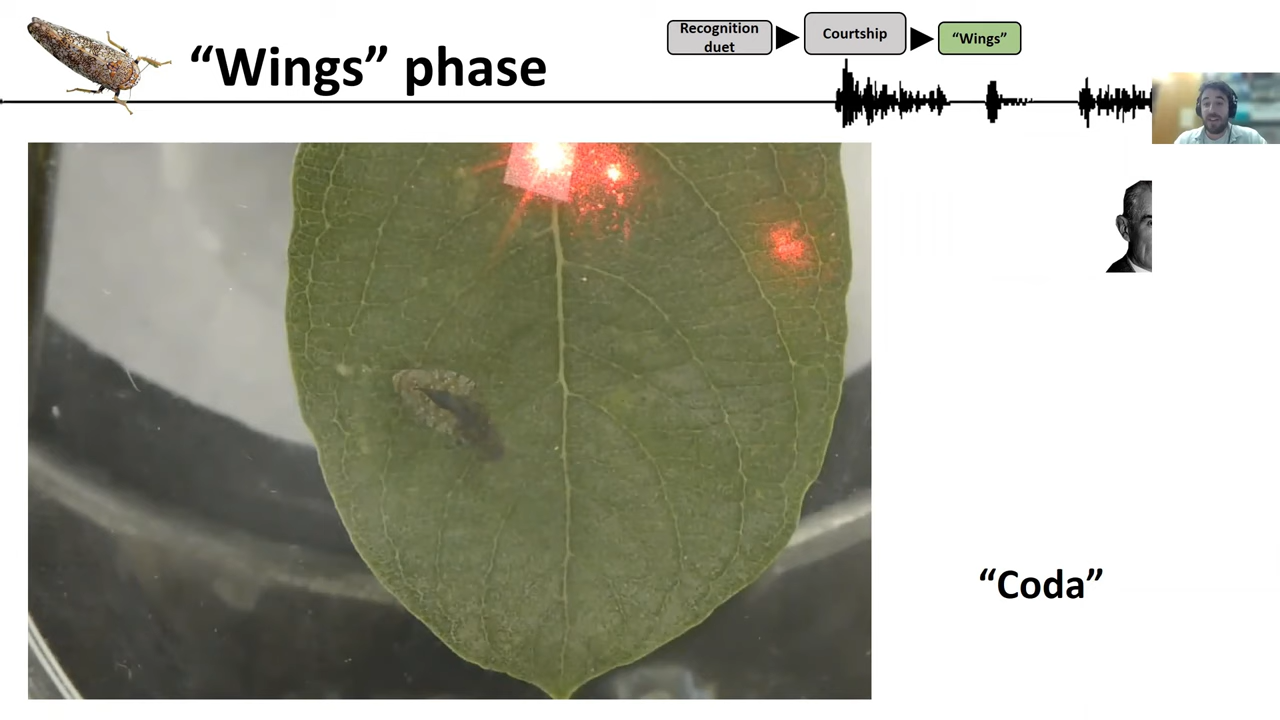 “Wings” phase
Recognition
duet
Courtship
“Wings”
“Coda”